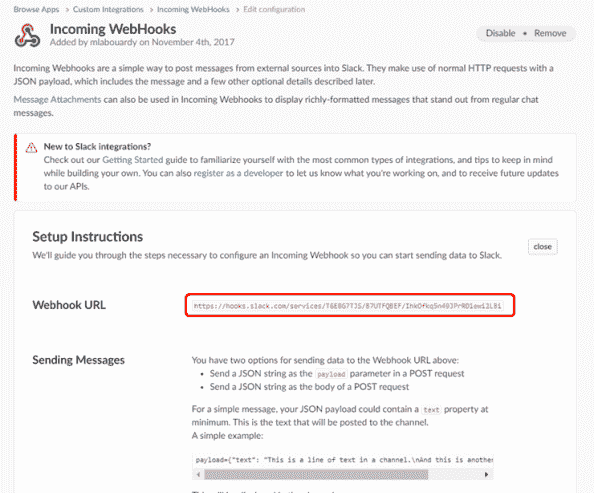 Browse Apps > Custom Integrations > Incoming WebHooks > Edit configuration
Incoming WebHooks
Added by mlabouardy on November 4th, 2017
Disable • Remove
Incoming Webhooks are a simple way to post messages from external sources into Slack. They make use of normal HTTP requests with a
JSON payload, which includes the message and a few other optional details described later.
Message Attachments can also be used in Incoming Webhooks to display richly-formatted messages that stand out from regular chat
messages.
New to Slack integrations?
Check out our Getting Started guide to familiarize yourself with the most common types of integrations, and tips to keep in mind
while building your own. You can also register as a developer to let us know what you're working on, and to receive future updates
to our APIs.
Setup Instructions
close
We'll guide you through the steps necessary to configure an Incoming Webhook so you can start sending data to Slack.
Webhook URL
https://hooks.slack.com/services/
Sending Messages
You have two options for sending data to the Webhook URL above:
• Send a JSON string as the payload parameter in a POST request
• Send a JSON string as the body of a POST request
For a simple message, your JSON payload could contain a text property at
minimum. This is the text that will be posted to the channel.
A simple example:
payload={"text": "This is a line of text in a channel.\nAnd this is another